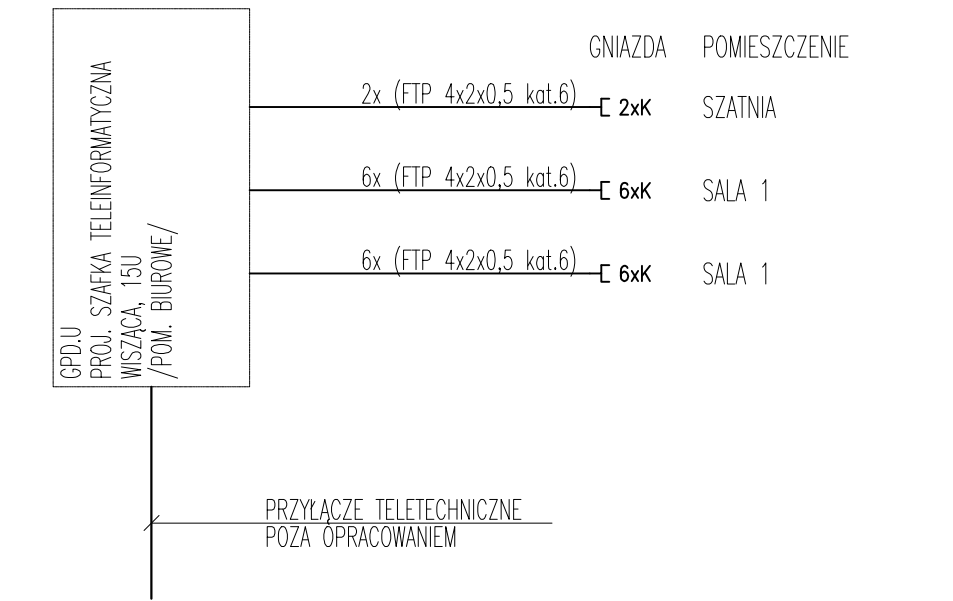 GPD.U
PROJ. SZAFKA TELEINFORMATYCZNA
WISZĄCA, 15U
/POM. BIUROWE/
GNIAZDA POMIESZCZENIE
2x (FTP 4x2x0,5 kat.6) 2xK SZATNIA
6x (FTP 4x2x0,5 kat.6) 6xK SALA 1
6x (FTP 4x2x0,5 kat.6) 6xK SALA 1
PRZYŁĄCZE TELETECHNICZNE
POZA OPRACOWANIEM